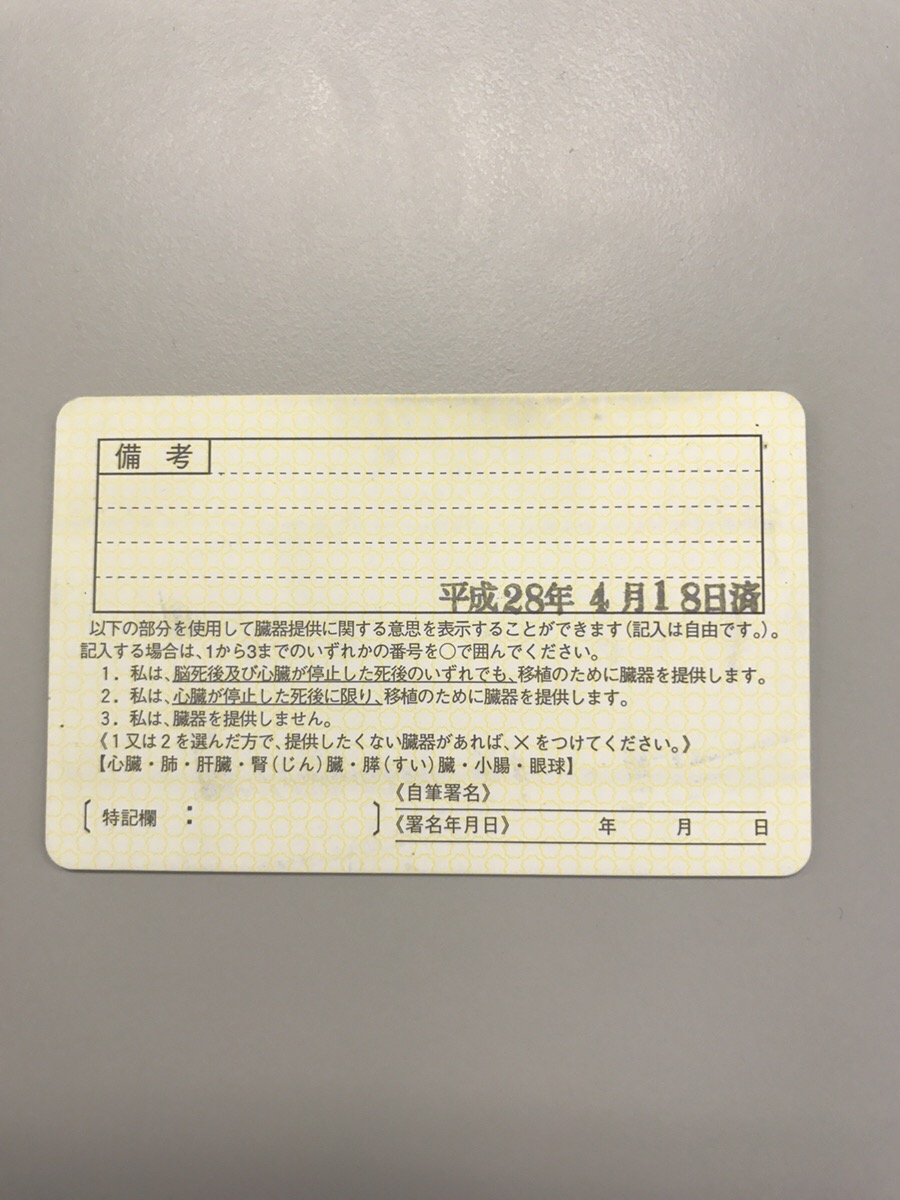 備 考
平成28年 4月18日済
以下の部分を使用して臓器提供に関する意思を表示することができます(記入は自由です。)。
記入する場合は、1から3までのいずれかの番号を○で囲んでください。
1. 私は、脳死後及び心臓が停止した死後のいずれでも、移植のために臓器を提供します。
2. 私は、心臓が停止した死後に限り、移植のために臓器を提供します。
3. 私は、臓器を提供しません。
《1又は2を選んだ方で、提供したくない臓器があれば、×をつけてください。》
【心臓・肺・肝臓・腎(じん)臓・膵(すい)臓・小腸・眼球】
〔特記欄 : 〕
《自筆署名》
《署名年月日》 年 月 日